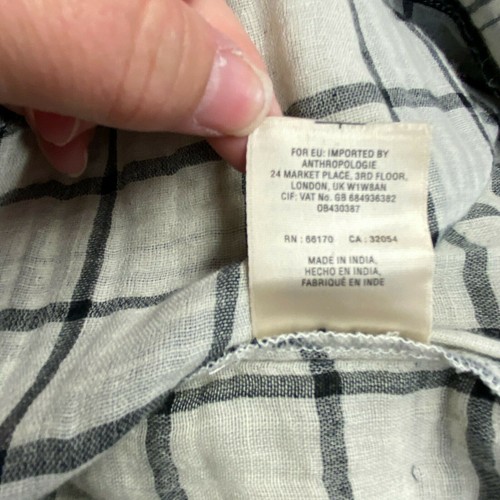 FOR EU: IMPORTED BY
ANTHROPOLOGIE
24 MARKET PLACE, 3RD FLOOR,
LONDON, UK W1W8AN
CIF: VAT No. GB 684936382
OB430387
RN : 66170 CA : 32054
MADE IN INDIA,
HECHO EN INDIA,
FABRIQUÉ EN INDE